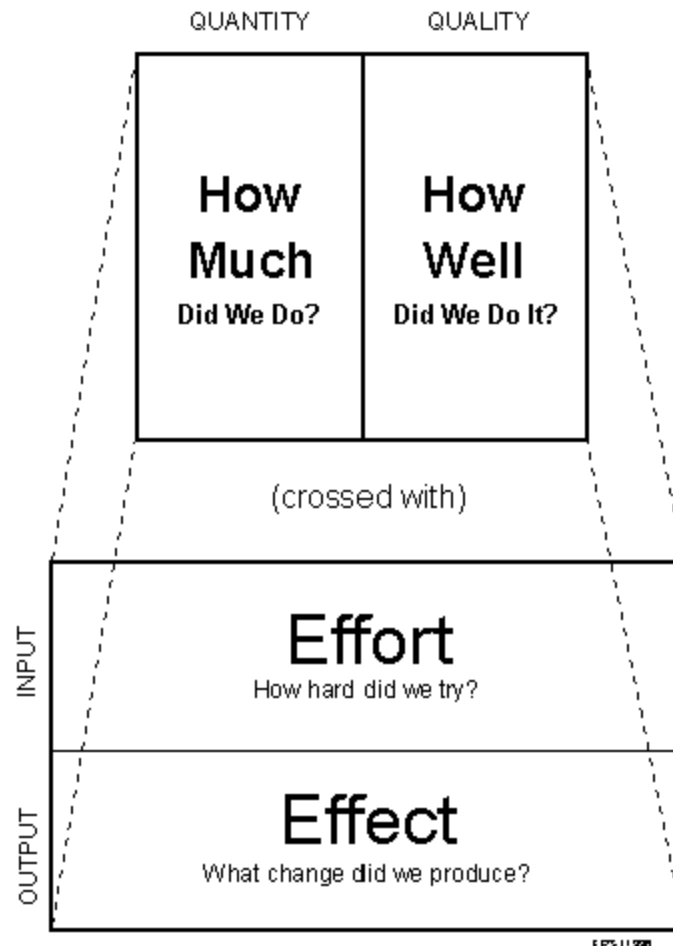 QUANTITY QUALITY
How Much Did We Do?
How Well Did We Do It?
(crossed with)
INPUT
Effort
How hard did we try?
OUTPUT
Effect
What change did we produce?